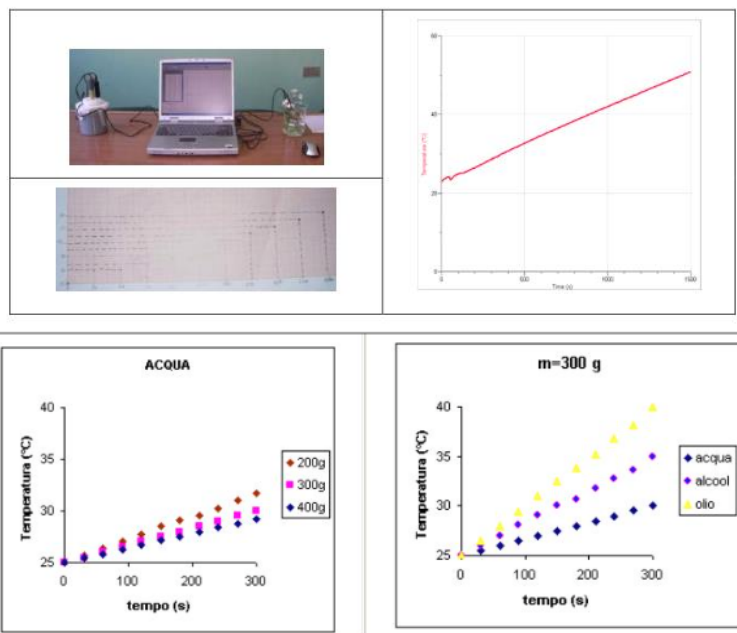 60
40
20
0
0
500
1000
1500
Temperature (°C)
Time (s)
ACQUA
40
35
30
25
0
100
200
300
Temperatura (°C)
tempo (s)
200g
300g
400g
m=300 g
40
35
30
25
0
100
200
300
Temperatura (°C)
tempo (s)
acqua
alcool
olio